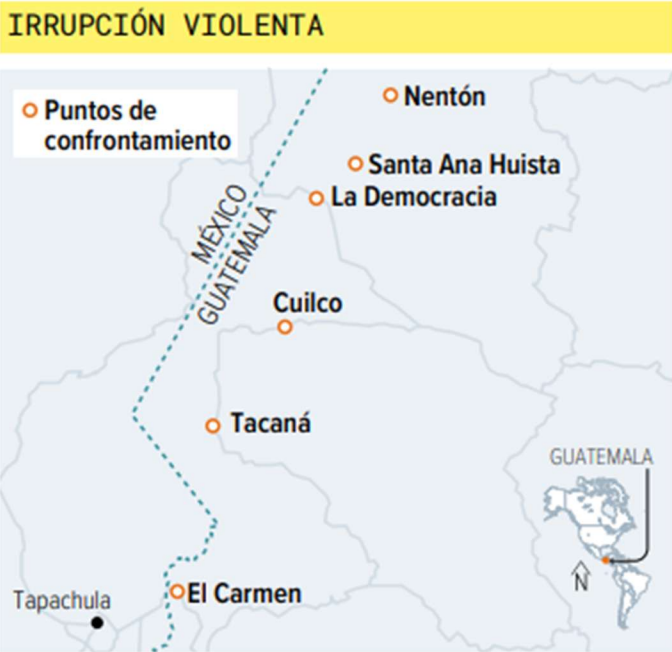 IRRUPCIÓN VIOLENTA
Puntos de
confrontamiento
Nentón
Santa Ana Huista
La Democracia
MÉXICO
GUATEMALA
Cuilco
Tacaná
GUATEMALA
N
El Carmen
Tapachula